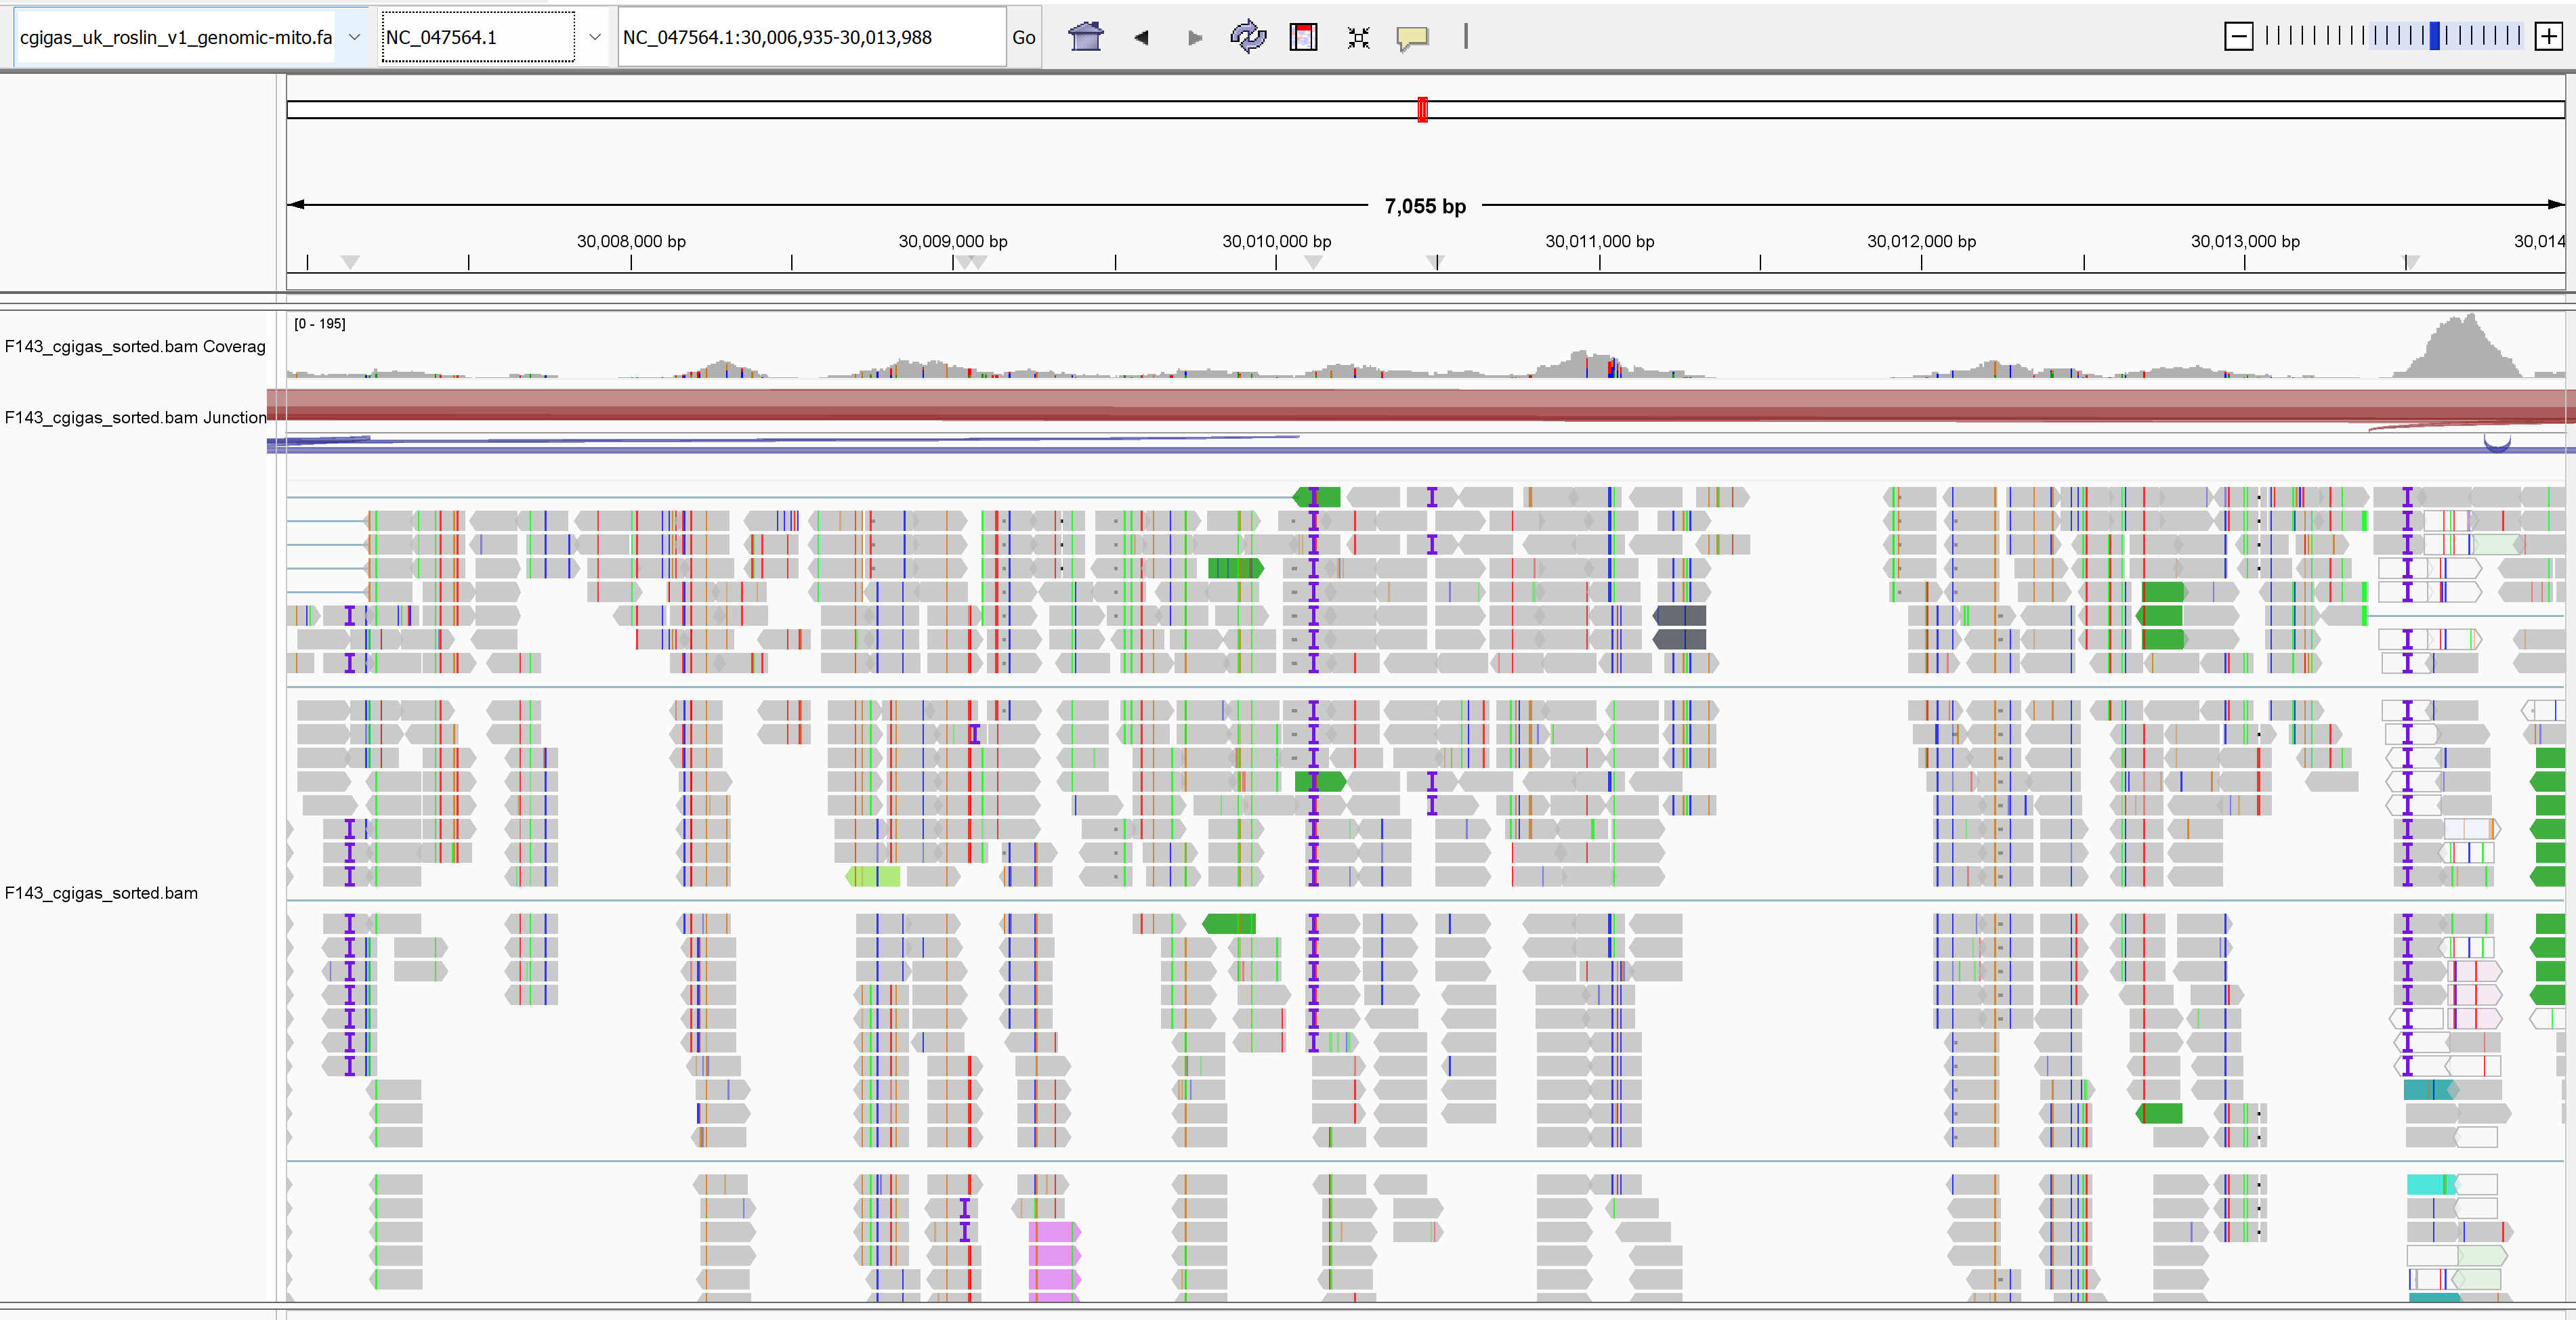 cgigas_uk_roslin_v1_genomic-mito.fa NC_047564.1 NC_047564.1:30,006,935-30,013,988 Go
7,055 bp
30,008,000 bp 30,009,000 bp 30,010,000 bp 30,011,000 bp 30,012,000 bp 30,013,000 bp 30,014
[0 - 195]
F143_cgigas_sorted.bam Coverag
F143_cgigas_sorted.bam Junction
F143_cgigas_sorted.bam